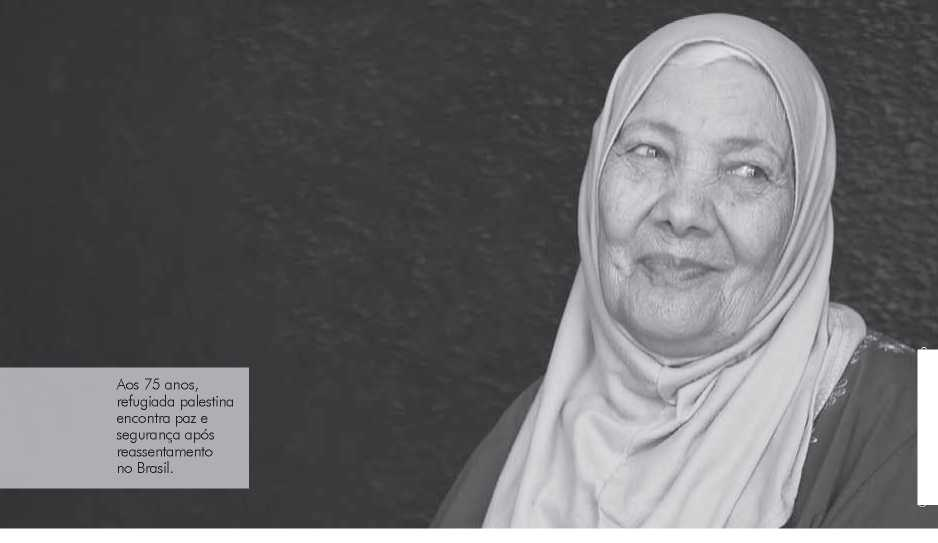 Aos 75 anos,
refugiada palestina
encontra paz e
segurança após
reassentamento
no Brasil.